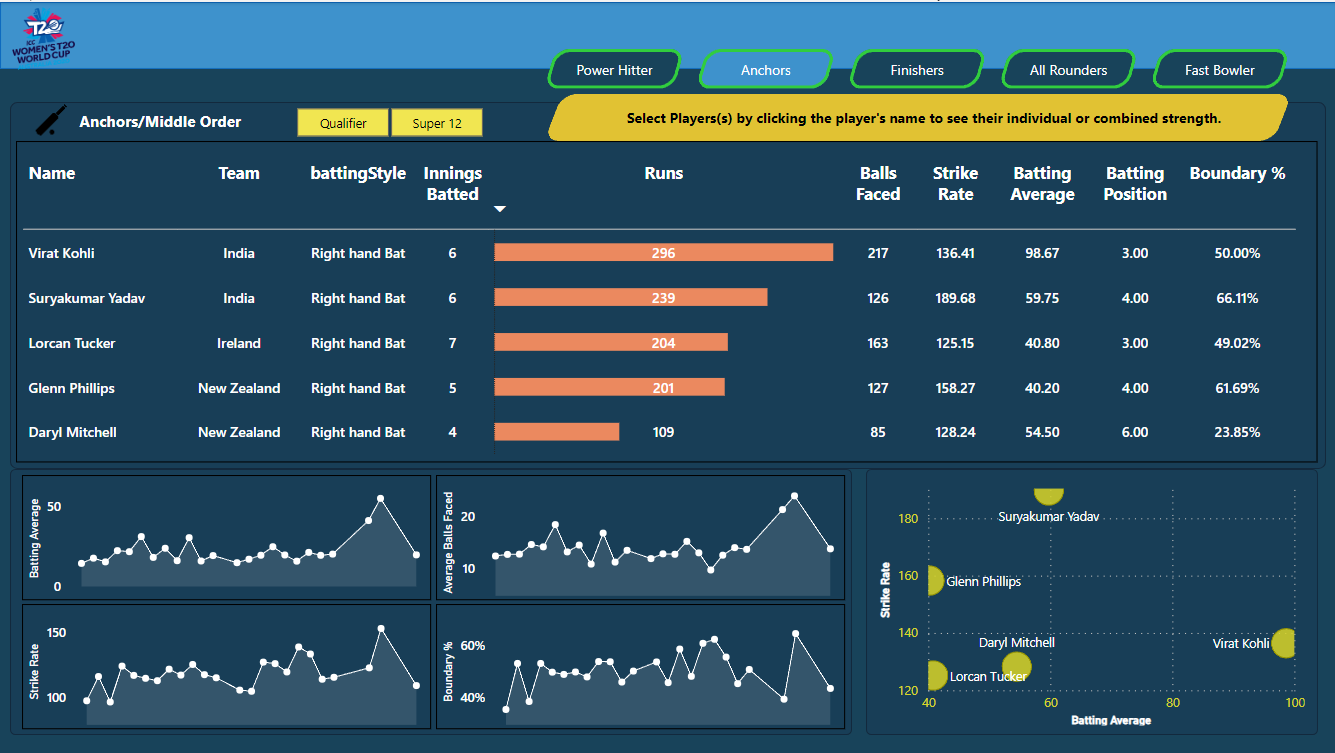 T20
ICC
WOMEN'S T20
WORLD CUP
Power Hitter
Anchors
Finishers
All Rounders
Fast Bowler
Anchors/Middle Order
Qualifier
Super 12
Select Players(s) by clicking the player's name to see their individual or combined strength.
Name Team battingStyle Innings Batted Runs Balls Faced Strike Rate Batting Average Batting Position Boundary %
Virat Kohli India Right hand Bat 6 296 217 136.41 98.67 3.00 50.00%
Suryakumar Yadav India Right hand Bat 6 239 126 189.68 59.75 4.00 66.11%
Lorcan Tucker Ireland Right hand Bat 7 204 163 125.15 40.80 3.00 49.02%
Glenn Phillips New Zealand Right hand Bat 5 201 127 158.27 40.20 4.00 61.69%
Daryl Mitchell New Zealand Right hand Bat 4 109 85 128.24 54.50 6.00 23.85%
Batting Average
50
0
Average Balls Faced
20
10
Strike Rate
150
100
Boundary %
60%
40%
Strike Rate
180
160
140
120
Suryakumar Yadav
Glenn Phillips
Daryl Mitchell
Virat Kohli
Lorcan Tucker
40 60 80 100
Batting Average